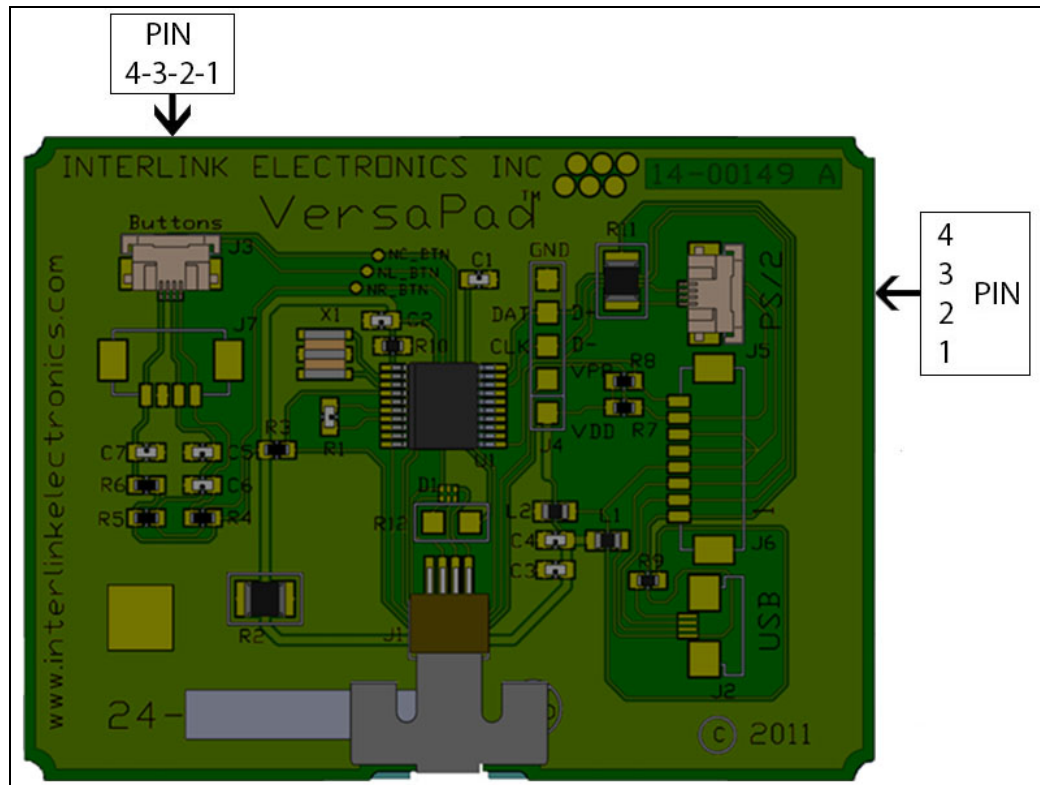 PIN
4-3-2-1
INTERLINK ELECTRONICS INC
14-00149 A
VersaPad™
Buttons
J3
NC_BTN
NL_BTN
NR_BTN
C1
GND
R11
PS/2
4
3
2
1
PIN
J7
X1
C2
R10
DAT
D-
CLK
D-
VPP
R8
J5
R7
VDD
J4
R3
R1
U1
C7
C5
R6
C6
R5
R4
D1
R12
L2
L1
1
C4
J6
C3
R9
USB
R2
J1
J2
www.interlinkelectronics.com
24-
© 2011